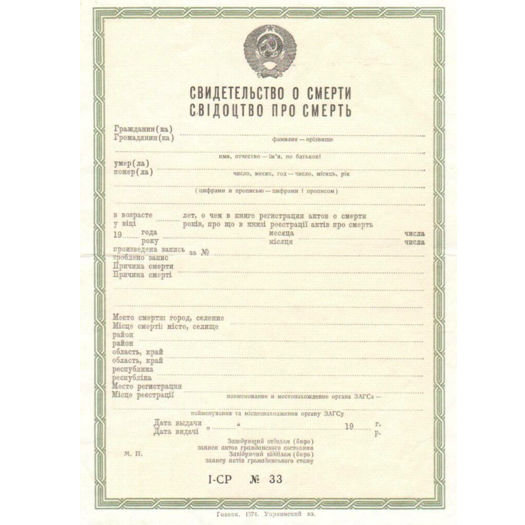 СВИДЕТЕЛЬСТВО О СМЕРТИ
СВІДОЦТВО ПРО СМЕРТЬ
Гражданин(ка)
Громадянин(ка)
фамилия — прізвище
имя, отчество — ім'я, по батькові
умер(ла)
помер(ла)
число, месяц, год — число, місяць, рік
(цифрами и прописью — цифрами і прописом)
в возрасте лет, о чем в книге регистрации актов о смерти
у віці років, про що в книзі реєстрації актів про смерть
19 года месяца числа
року місяце числа
произведена запись за №
зроблено запис
Причина смерти
Причина смерті
Место смерти: город, селение
Місце смерті: місто, селище
район
район
область, край
область, край
республика
республіка
Место регистрации
Місце реєстрації
наименование и местонахождение органа ЗАГСа —
найменування та місцезнаходження органу ЗАГСу
Дата выдачи „ “ 19 г.
Дата видачі „ “ р.
Заведующий отделом (бюро)
записи актов гражданского состояния
М. П. Завідуючий відділом (бюро)
запису актів громадянського стану
I-СР № 33
Гознак. 1974.